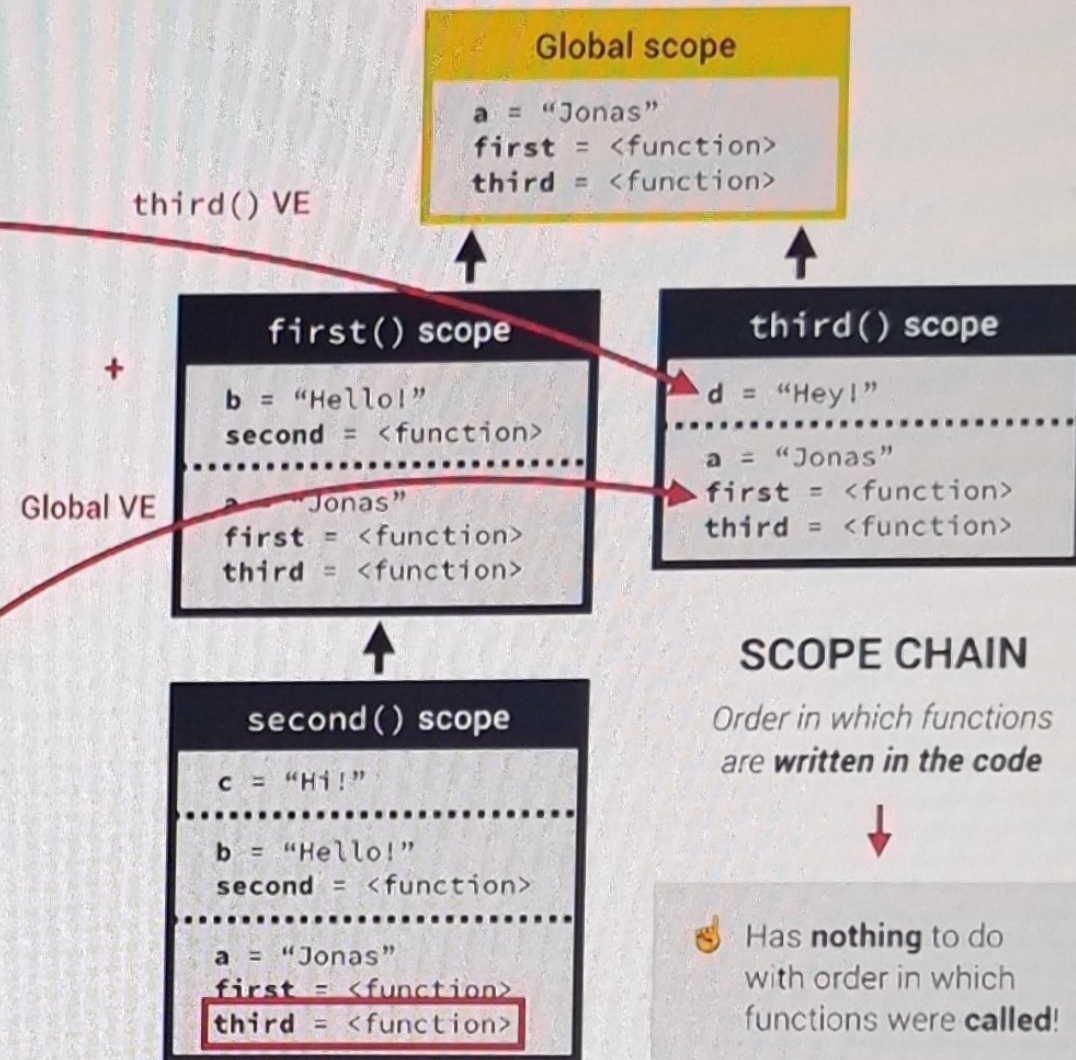 Global scope
a = “Jonas”
first = <function>
third = <function>
third() VE
+
Global VE
first() scope
b = “Hello!”
second = <function>
a = “Jonas”
first = <function>
third = <function>
third() scope
d = “Hey!”
a = “Jonas”
first = <function>
third = <function>
second() scope
c = “Hi!”
b = “Hello!”
second = <function>
a = “Jonas”
first = <function>
third = <function>
SCOPE CHAIN
Order in which functions
are written in the code
☝ Has nothing to do
with order in which
functions were called!